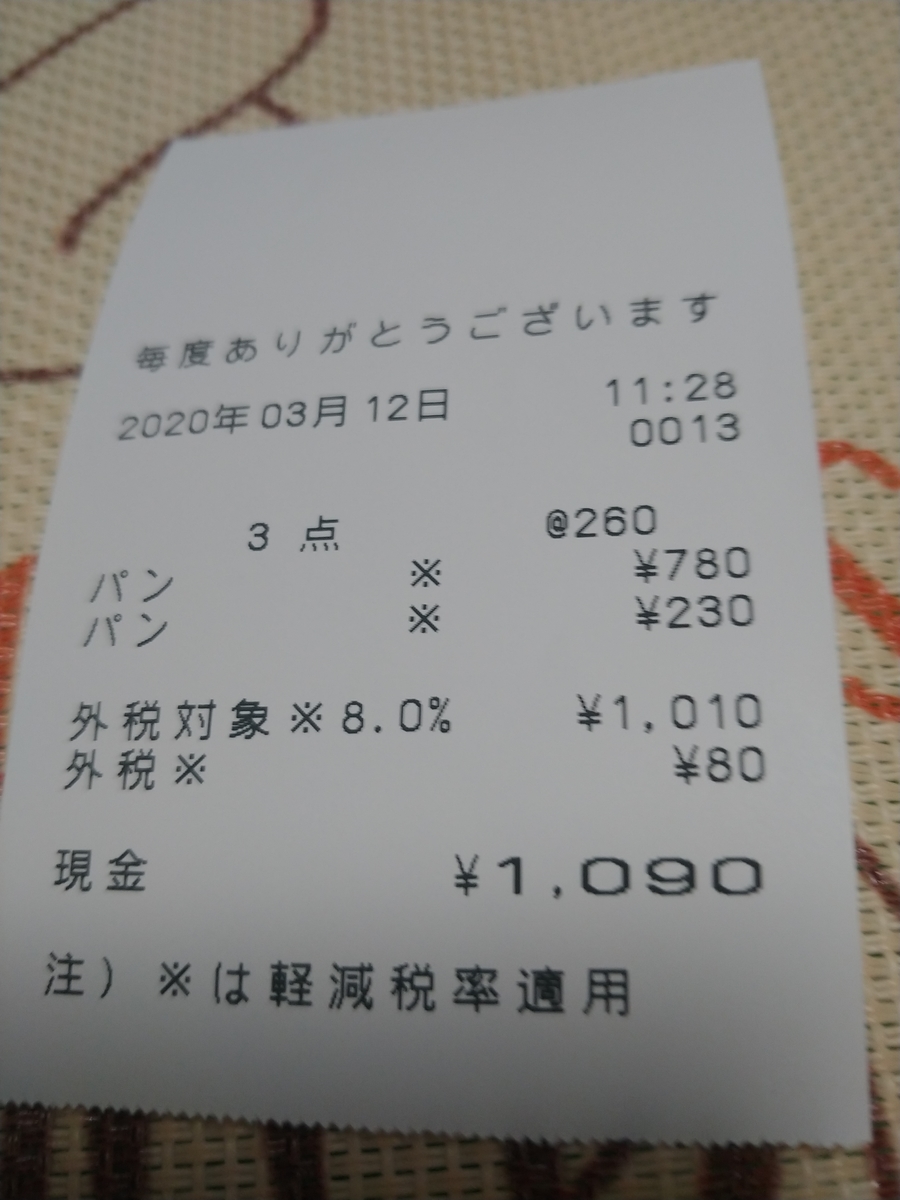 毎度ありがとうございます
2020年03月12日 11:28
0013
3 点 @260
パン ※ ¥780
パン ※ ¥230
外税対象※8.0% ¥1,010
外税※ ¥80
現金 ¥1,090
注）※は軽減税率適用